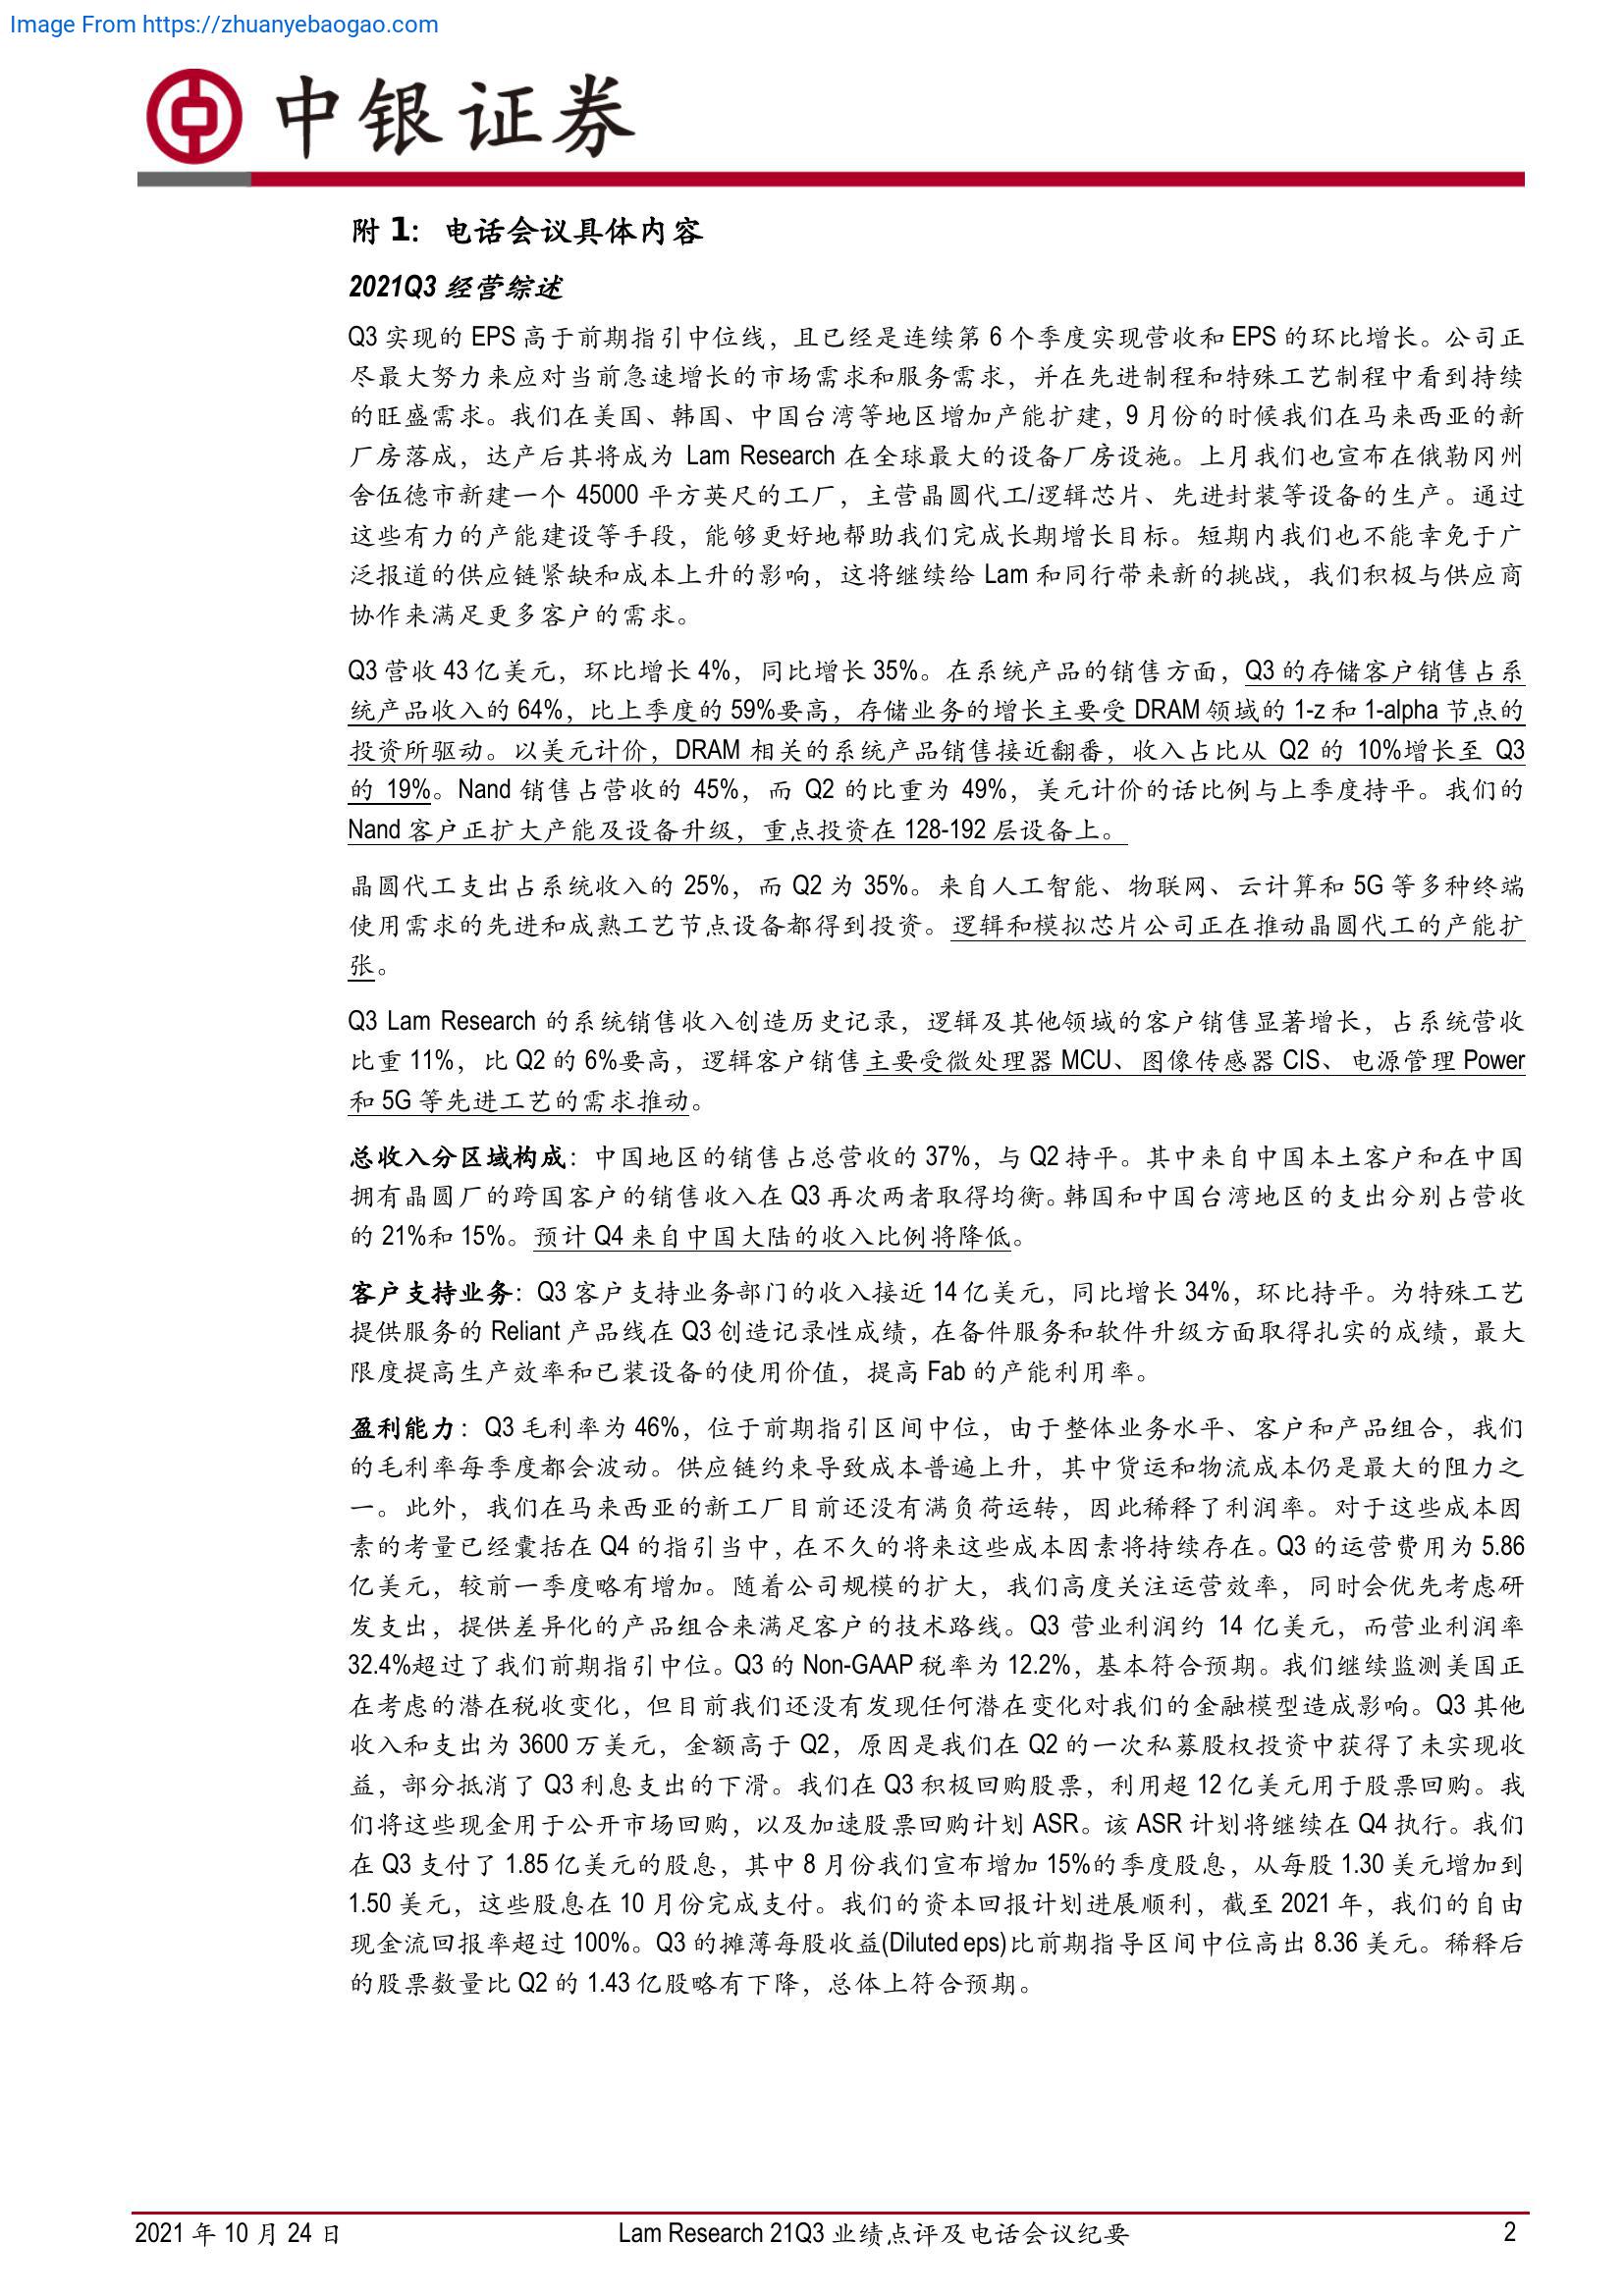 Image From https://zhuanyebaogao.com
中银证券
附 1: 电话会议具体内容
2021Q3 经营综述
Q3 实现的 EPS 高于前期指引中位线，且已经是连续第 6 个季度实现营收和 EPS 的环比增长。公司正
尽最大努力来应对当前急速增长的市场需求和服务需求，并在先进制程和特殊工艺制程中看到持续
的旺盛需求。我们在美国、韩国、中国台湾等地区增加产能扩建，9 月份的时候我们在马来西亚的新
厂房落成，达产后其将成为 Lam Research 在全球最大的设备厂房设施。上月我们也宣布在俄勒冈州
舍伍德市新建一个 45000 平方英尺的工厂，主营晶圆代工/逻辑芯片、先进封装等设备的生产。通过
这些有力的产能建设等手段，能够更好地帮助我们完成长期增长目标。短期内我们也不能幸免于广
泛报道的供应链紧缺和成本上升的影响，这将继续给 Lam 和同行带来新的挑战，我们积极与供应商
协作来满足更多客户的需求。
Q3 营收 43 亿美元，环比增长 4%，同比增长 35%。在系统产品的销售方面，Q3 的存储客户销售占系
统产品收入的 64%，比上季度的 59%要高，存储业务的增长主要受 DRAM 领域的 1-z 和 1-alpha 节点的
投资所驱动。以美元计价，DRAM 相关的系统产品销售接近翻番，收入占比从 Q2 的 10%增长至 Q3
的 19%。Nand 销售占营收的 45%，而 Q2 的比重为 49%，美元计价的话比例与上季度持平。我们的
Nand 客户正扩大产能及设备升级，重点投资在 128-192 层设备上。
晶圆代工支出占系统收入的 25%，而 Q2 为 35%。来自人工智能、物联网、云计算和 5G 等多种终端
使用需求的先进和成熟工艺节点设备都得到投资。逻辑和模拟芯片公司正在推动晶圆代工的产能扩
张。
Q3 Lam Research 的系统销售收入创造历史记录，逻辑及其他领域的客户销售显著增长，占系统营收
比重 11%，比 Q2 的 6%要高，逻辑客户销售主要受微处理器 MCU、图像传感器 CIS、电源管理 Power
和 5G 等先进工艺的需求推动。
总收入分区域构成：中国地区的销售占总营收的 37%，与 Q2 持平。其中来自中国本土客户和在中国
拥有晶圆厂的跨国客户的销售收入在 Q3 再次两者取得均衡。韩国和中国台湾地区的支出分别占营收
的 21%和 15%。预计 Q4 来自中国大陆的收入比例将降低。
客户支持业务：Q3 客户支持业务部门的收入接近 14 亿美元，同比增长 34%，环比持平。为特殊工艺
提供服务的 Reliant 产品线在 Q3 创造记录性成绩，在备件服务和软件升级方面取得扎实的成绩，最大
限度提高生产效率和已装设备的使用价值，提高 Fab 的产能利用率。
盈利能力：Q3 毛利率为 46%，位于前期指引区间中位，由于整体业务水平、客户和产品组合，我们
的毛利率每季度都会波动。供应链约束导致成本普遍上升，其中货运和物流成本仍是最大的阻力之
一。此外，我们在马来西亚的新工厂目前还没有满负荷运转，因此稀释了利润率。对于这些成本因
素的考量已经囊括在 Q4 的指引当中，在不久的将来这些成本因素将持续存在。Q3 的运营费用为 5.86
亿美元，较前一季度略有增加。随着公司规模的扩大，我们高度关注运营效率，同时会优先考虑研
发支出，提供差异化的产品组合来满足客户的技术路线。Q3 营业利润约 14 亿美元，而营业利润率
32.4%超过了我们前期指引中位。Q3 的 Non-GAAP 税率为 12.2%，基本符合预期。我们继续监测美国正
在考虑的潜在税收变化，但目前我们还没有发现任何潜在变化对我们的金融模型造成影响。Q3 其他
收入和支出为 3600 万美元，金额高于 Q2，原因是我们在 Q2 的一次私募股权投资中获得了未实现收
益，部分抵消了 Q3 利息支出的下滑。我们在 Q3 积极回购股票，利用超 12 亿美元用于股票回购。我
们将这些现金用于公开市场回购，以及加速股票回购计划 ASR。该 ASR 计划将继续在 Q4 执行。我们
在 Q3 支付了 1.85 亿美元的股息，其中 8 月份我们宣布增加 15%的季度股息，从每股 1.30 美元增加到
1.50 美元，这些股息在 10 月份完成支付。我们的资本回报计划进展顺利，截至 2021 年，我们的自由
现金流回报率超过 100%。Q3 的摊薄每股收益(Diluted eps)比前期指导区间中位高出 8.36 美元。稀释后
的股票数量比 Q2 的 1.43 亿股略有下降，总体上符合预期。
2021 年 10 月 24 日
Lam Research 21Q3 业绩点评及电话会议纪要
2